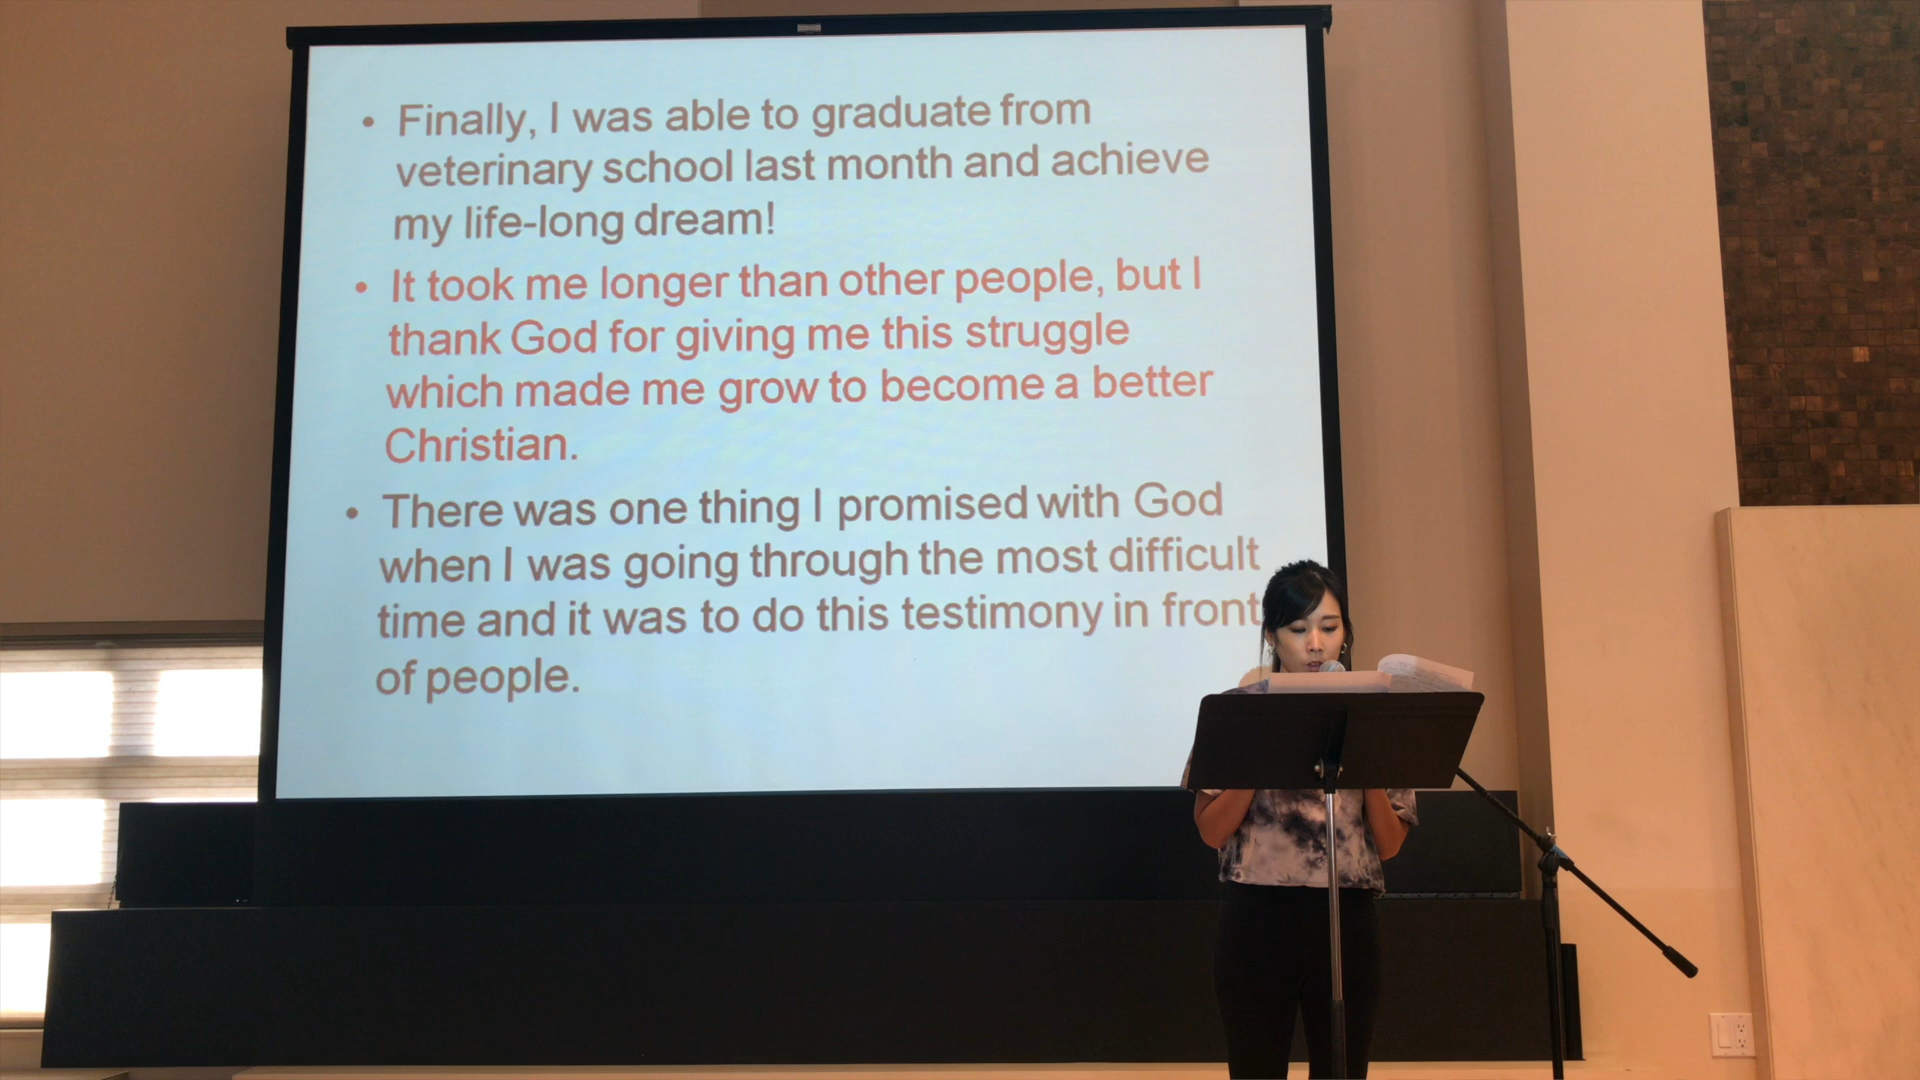 • Finally, I was able to graduate from
veterinary school last month and achieve
my life-long dream!
• It took me longer than other people, but I
thank God for giving me this struggle
which made me grow to become a better
Christian.
• There was one thing I promised with God
when I was going through the most difficult
time and it was to do this testimony in front
of people.